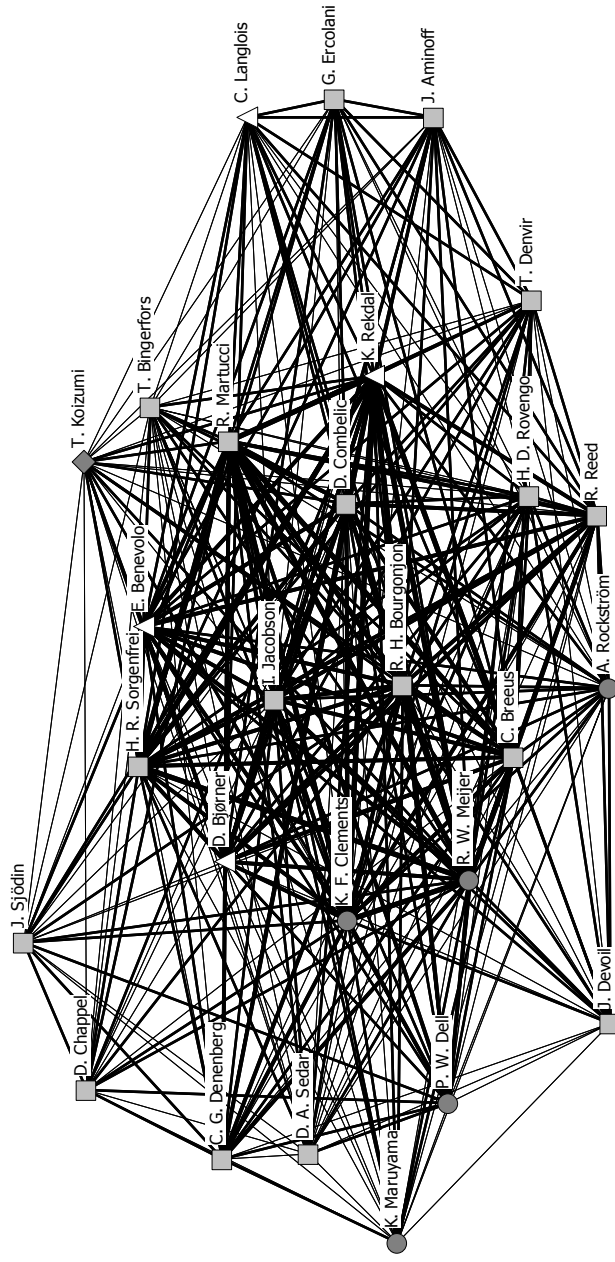 C. Langlois
G. Ercolani
J. Aminoff
T. Denvir
K. Rekdal
T. Bingerfors
R. Martucci
T. Koizumi
D. Combelic
H. D. Rovengo
R. Reed
E. Benevolo
I. Jacobson
R. H. Bourgonjon
A. Rockström
H. R. Sorgenfrei
C. Breeus
D. Bjørner
R. W. Meijer
K. F. Clements
J. Sjödin
J. Devoil
D. Chappel
P. W. Dell
C. G. Denenberg
D. A. Sedar
K. Maruyama